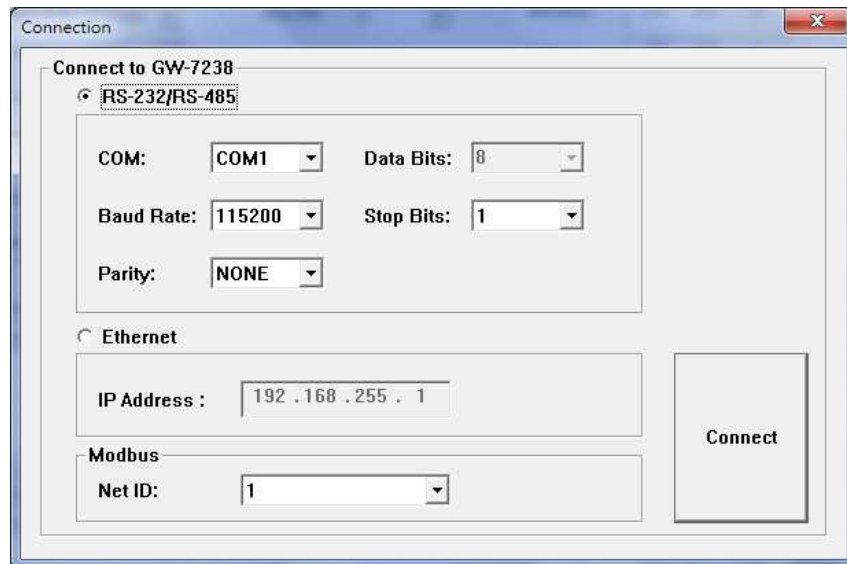 Connection
Connect to GW-7238
RS-232/RS-485
COM: COM1 Data Bits: 8
Baud Rate: 115200 Stop Bits: 1
Parity: NONE
Ethernet
IP Address : 192 .168 .255 . 1
Connect
Modbus
Net ID: 1